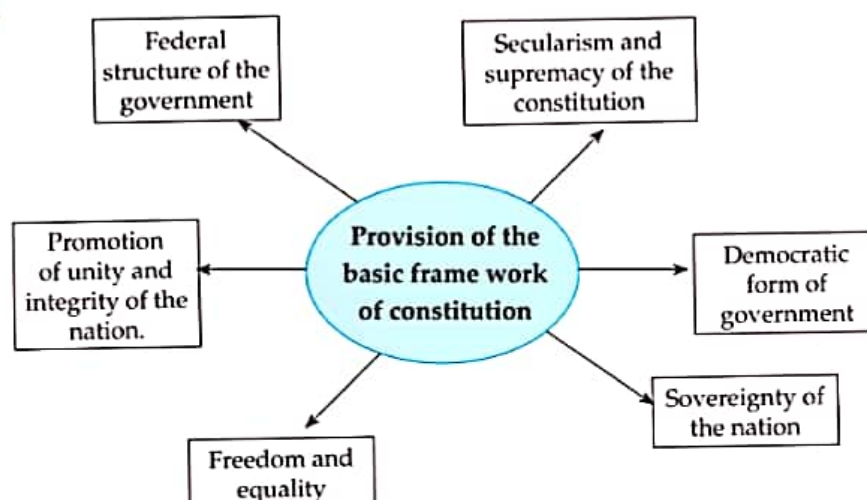 Federal
structure of the
government
Secularism and
supremacy of the
constitution
Promotion
of unity and
integrity of the
nation.
Provision of the
basic frame work
of constitution
Democratic
form of
government
Sovereignty of
the nation
Freedom and
equality